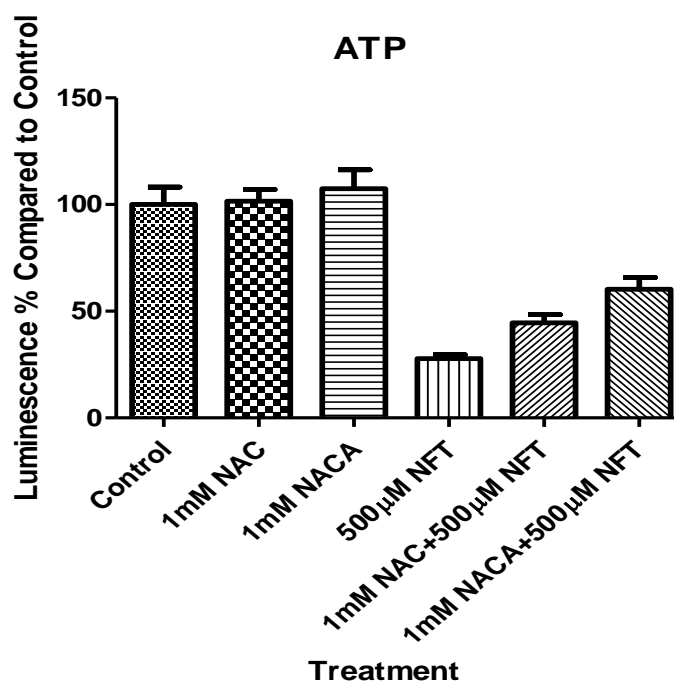 ATP
Luminescence % Compared to Control
150
100
50
0
Control
1mM NAC
1mM NACA
500µM NFT
1mM NAC+500µM NFT
1mM NACA+500µM NFT
Treatment